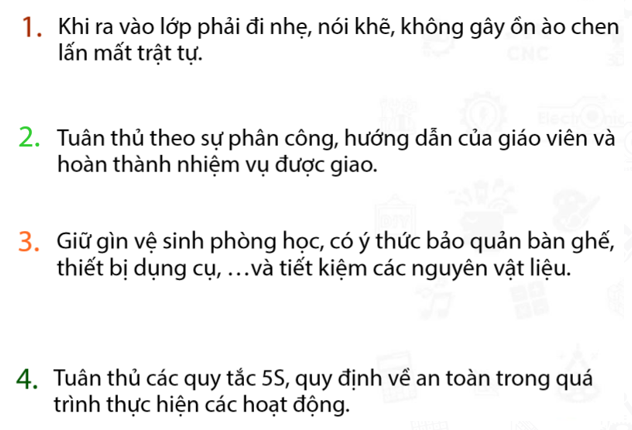 1. Khi ra vào lớp phải đi nhẹ, nói khẽ, không gây ồn ào chen
lấn mất trật tự.
2. Tuân thủ theo sự phân công, hướng dẫn của giáo viên và
hoàn thành nhiệm vụ được giao.
3. Giữ gìn vệ sinh phòng học, có ý thức bảo quản bàn ghế,
thiết bị dụng cụ, ...và tiết kiệm các nguyên vật liệu.
4. Tuân thủ các quy tắc 5S, quy định về an toàn trong quá
trình thực hiện các hoạt động.
CNC